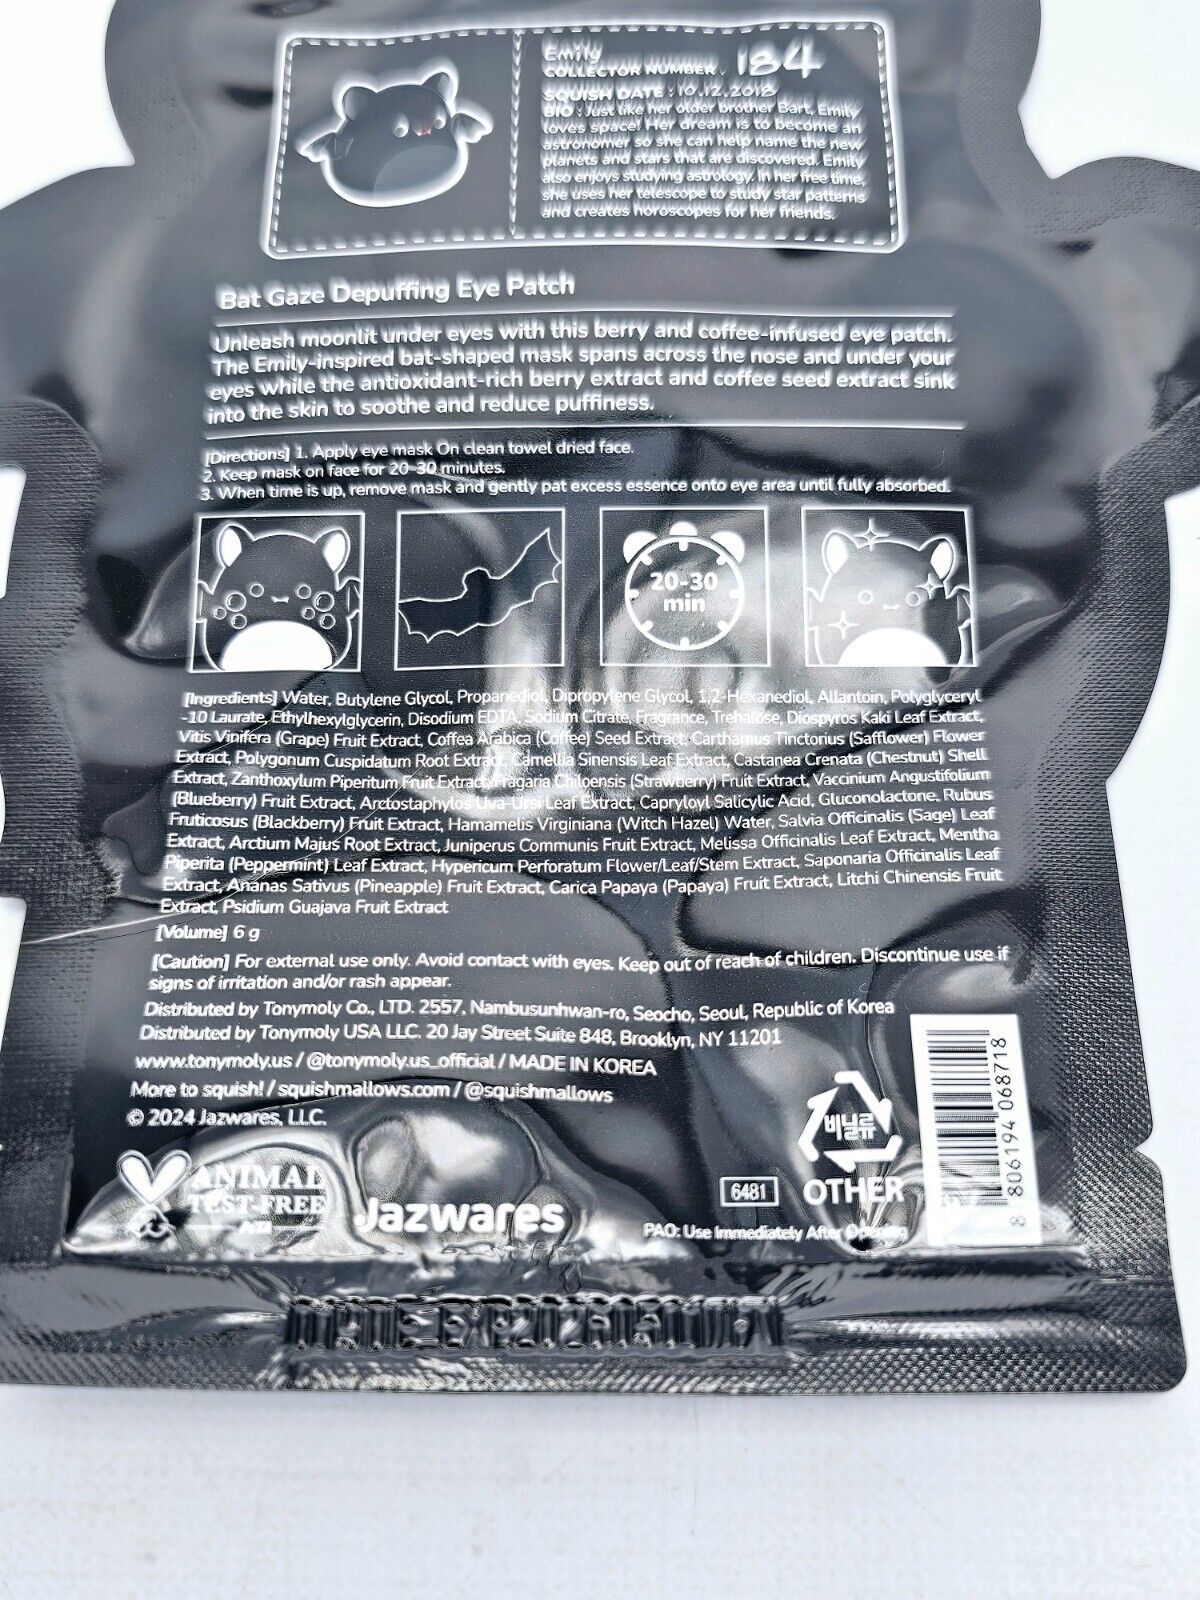 Emily
COLLECTOR NUMBER : 184
SQUISH DATE : 10.12.2018
BIO : Just like her older brother Bart, Emily
loves space! Her dream is to become an
astronomer so she can help name the new
planets and stars that are discovered. Emily
also enjoys studying astrology. In her free time,
she uses her telescope to study star patterns
and creates horoscopes for her friends.
Bat Gaze Depuffing Eye Patch
Unleash moonlit under eyes with this berry and coffee-infused eye patch.
The Emily-inspired bat-shaped mask spans across the nose and under your
eyes while the antioxidant-rich berry extract and coffee seed extract sink
into the skin to soothe and reduce puffiness.
[Directions] 1. Apply eye mask On clean towel dried face.
2. Keep mask on face for 20-30 minutes.
3. When time is up, remove mask and gently pat excess essence onto eye area until fully absorbed.
20-30
min
[Ingredients] Water, Butylene Glycol, Propanediol, Dipropylene Glycol, 1,2-Hexanediol, Allantoin, Polyglyceryl
-10 Laurate, Ethylhexylglycerin, Disodium EDTA, Sodium Citrate, Fragrance, Trehalose, Diospyros Kaki Leaf Extract,
Vitis Vinifera (Grape) Fruit Extract, Coffea Arabica (Coffee) Seed Extract, Carthamus Tinctorius (Safflower) Flower
Extract, Polygonum Cuspidatum Root Extract, Camellia Sinensis Leaf Extract, Castanea Crenata (Chestnut) Shell
Extract, Zanthoxylum Piperitum Fruit Extract, Fragaria Chiloensis (Strawberry) Fruit Extract, Vaccinium Angustifolium
(Blueberry) Fruit Extract, Arctostaphylos Uva-Ursi Leaf Extract, Capryloyl Salicylic Acid, Gluconolactone, Rubus
Fruticosus (Blackberry) Fruit Extract, Hamamelis Virginiana (Witch Hazel) Water, Salvia Officinalis (Sage) Leaf
Extract, Arctium Majus Root Extract, Juniperus Communis Fruit Extract, Melissa Officinalis Leaf Extract, Mentha
Piperita (Peppermint) Leaf Extract, Hypericum Perforatum Flower/Leaf/Stem Extract, Saponaria Officinalis Leaf
Extract, Ananas Sativus (Pineapple) Fruit Extract, Carica Papaya (Papaya) Fruit Extract, Litchi Chinensis Fruit
Extract, Psidium Guajava Fruit Extract
[Volume] 6 g
[Caution] For external use only. Avoid contact with eyes. Keep out of reach of children. Discontinue use if
signs of irritation and/or rash appear.
Distributed by Tonymoly Co., LTD. 2557, Nambusunhwan-ro, Seocho, Seoul, Republic of Korea
Distributed by Tonymoly USA LLC. 20 Jay Street Suite 848, Brooklyn, NY 11201
www.tonymoly.us / @tonymoly.us_official / MADE IN KOREA
More to squish! / squishmallows.com / @squishmallows
© 2024 Jazwares, LLC.
ANIMAL
TEST-FREE
Jazwares
6481
비닐류
OTHER
PAO: Use Immediately After Opening
8 806194 068718